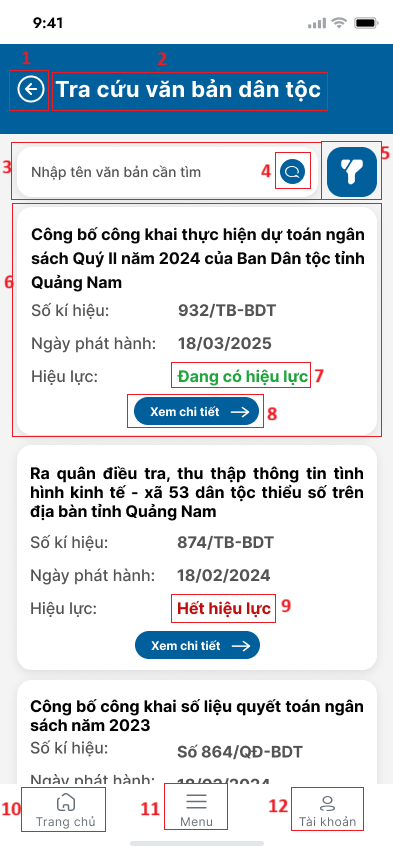 9:41
1
2
Tra cứu văn bản dân tộc
3
Nhập tên văn bản cần tìm
4
5
6
Công bố công khai thực hiện dự toán ngân
sách Quý II năm 2024 của Ban Dân tộc tỉnh
Quảng Nam
Số kí hiệu: 932/TB-BDT
Ngày phát hành: 18/03/2025
Hiệu lực: Đang có hiệu lực 7
Xem chi tiết 8
Ra quân điều tra, thu thập thông tin tình
hình kinh tế - xã 53 dân tộc thiểu số trên
địa bàn tỉnh Quảng Nam
Số kí hiệu: 874/TB-BDT
Ngày phát hành: 18/02/2024
Hiệu lực: Hết hiệu lực 9
Xem chi tiết
Công bố công khai số liệu quyết toán ngân
sách năm 2023
Số kí hiệu: Số 864/QĐ-BDT
Ngày phát hành: 18/02/2024
10 Trang chủ 11 Menu 12 Tài khoản